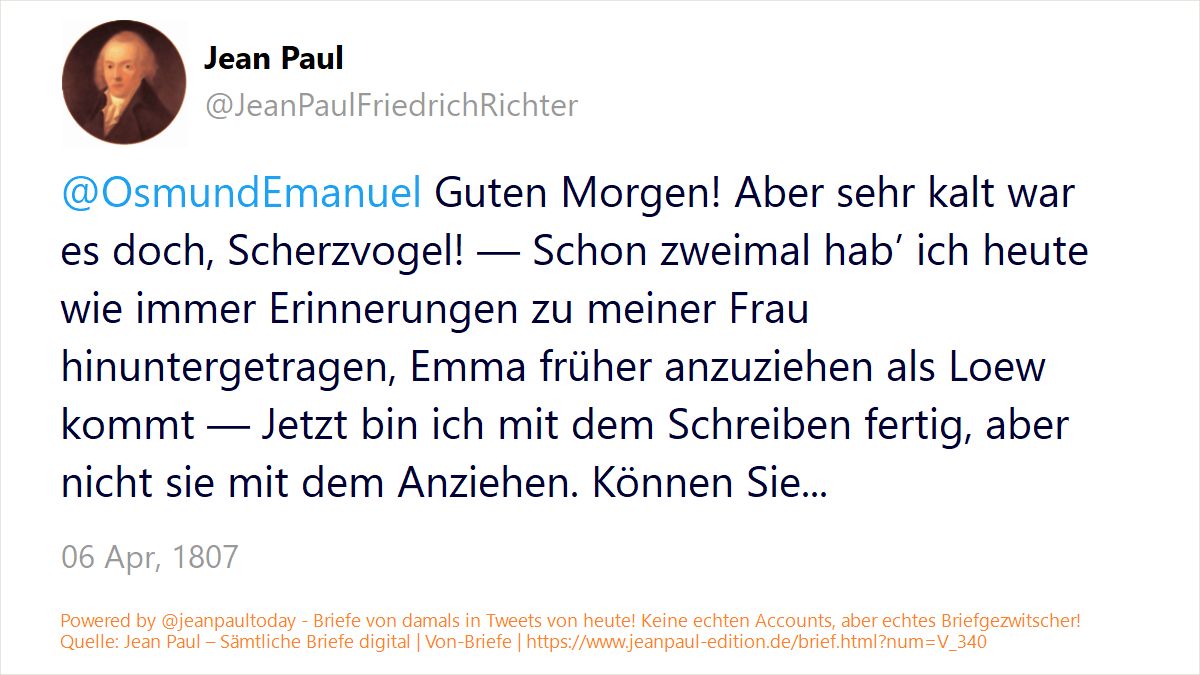 Jean Paul
@JeanPaulFriedrichRichter
@OsmundEmanuel Guten Morgen! Aber sehr kalt war
es doch, Scherzvogel! — Schon zweimal hab’ ich heute
wie immer Erinnerungen zu meiner Frau
hinuntergetragen, Emma früher anzuziehen als Loew
kommt — Jetzt bin ich mit dem Schreiben fertig, aber
nicht sie mit dem Anziehen. Können Sie...
06 Apr, 1807
Powered by @jeanpaultoday - Briefe von damals in Tweets von heute! Keine echten Accounts, aber echtes Briefgezwitscher!
Quelle: Jean Paul – Sämtliche Briefe digital | Von-Briefe | https://www.jeanpaul-edition.de/brief.html?num=V_340